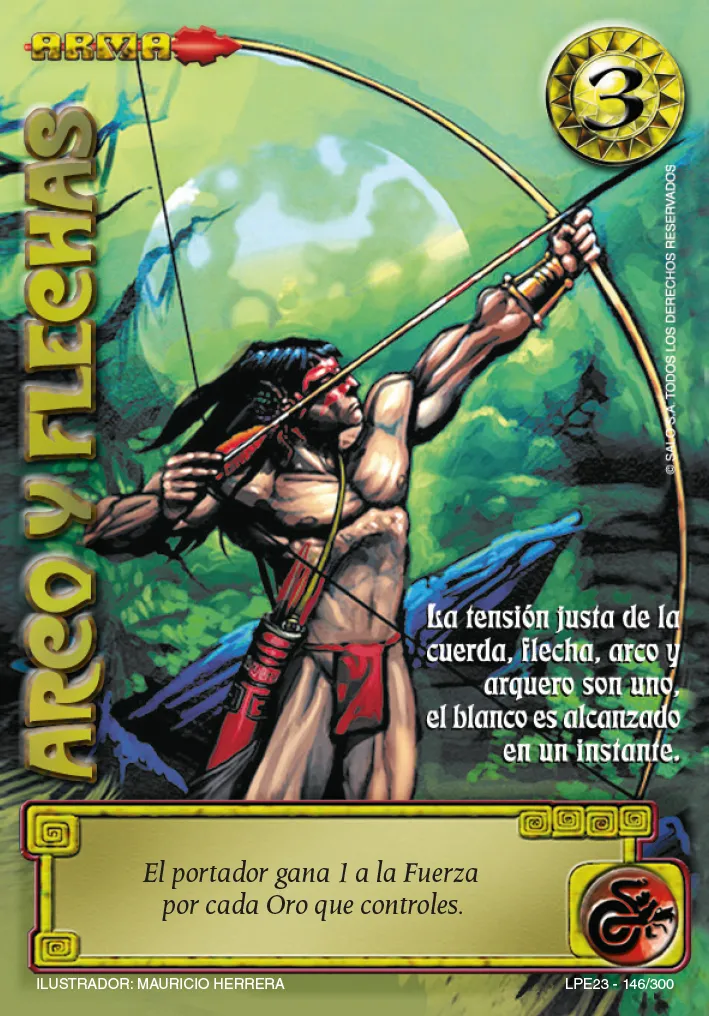 ARMA
3
ARCO Y FLECHAS
© SALO S.A. TODOS LOS DERECHOS RESERVADOS
La tensión justa de la
cuerda, flecha, arco y
arquero son uno,
el blanco es alcanzado
en un instante.
El portador gana 1 a la Fuerza
por cada Oro que controles.
ILUSTRADOR: MAURICIO HERRERA
LPE23 - 146/300